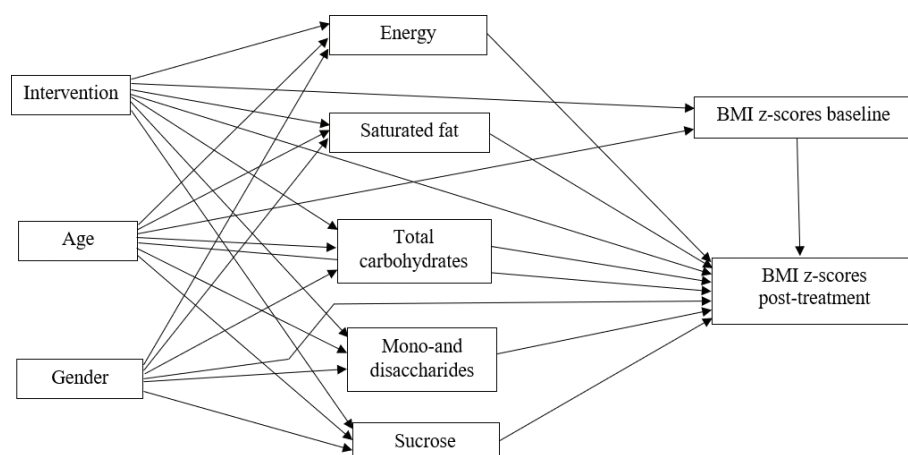 Energy
Intervention
BMI z-scores baseline
Saturated fat
Age
Total
carbohydrates
BMI z-scores
post-treatment
Mono-and
disaccharides
Gender
Sucrose